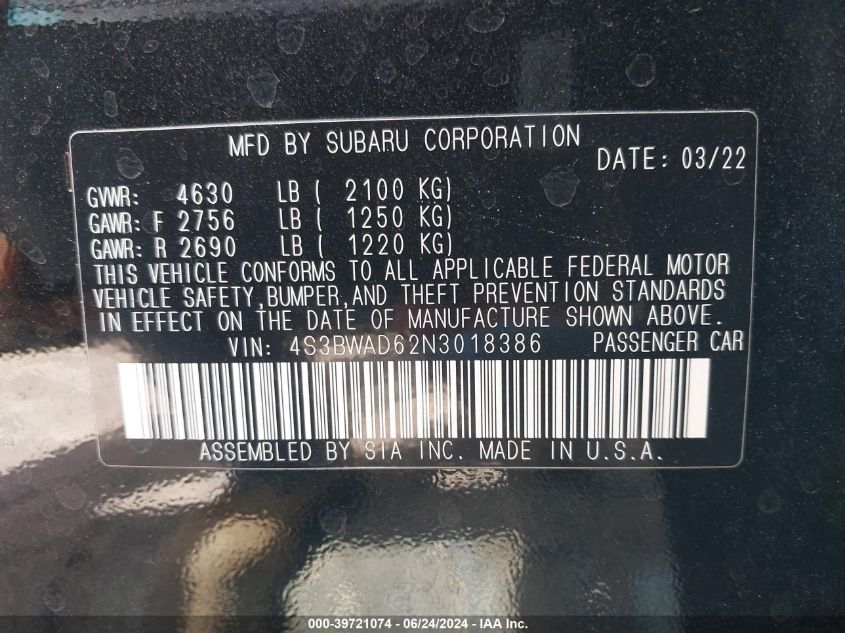 MFD BY SUBARU CORPORATION
DATE: 03/22
GVWR: 4630 LB ( 2100 KG)
GAWR: F 2756 LB ( 1250 KG)
GAWR: R 2690 LB ( 1220 KG)
THIS VEHICLE CONFORMS TO ALL APPLICABLE FEDERAL MOTOR
VEHICLE SAFETY,BUMPER,AND THEFT PREVENTION STANDARDS
IN EFFECT ON THE DATE OF MANUFACTURE SHOWN ABOVE.
VIN: 4S3BWAD62N3018386 PASSENGER CAR
ASSEMBLED BY SIA INC. MADE IN U.S.A.
000-39721074 - 06/24/2024 - IAA Inc.